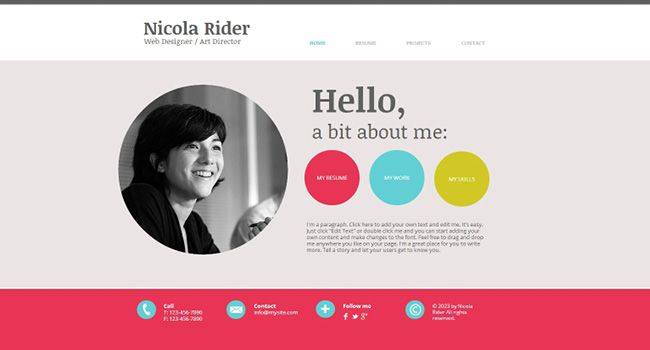 Nicola Rider
Web Designer / Art Director
HOME RESUME PROJECTS CONTACT
Hello,
a bit about me:
MY RESUME
MY WORK
MY SKILLS
I'm a paragraph. Click here to add your own text and edit me. It's easy.
Just click "Edit Text" or double click me and you can start adding your
own content and make changes to the font. Feel free to drag and drop
me anywhere you like on your page. I'm a great place for you to write
more. Tell a story and let your users get to know you.
Call
T: 123-456-7890
F: 123-456-7890
Contact
info@mysite.com
Follow me
© 2023 by Nicola
Rider All rights
reserved.